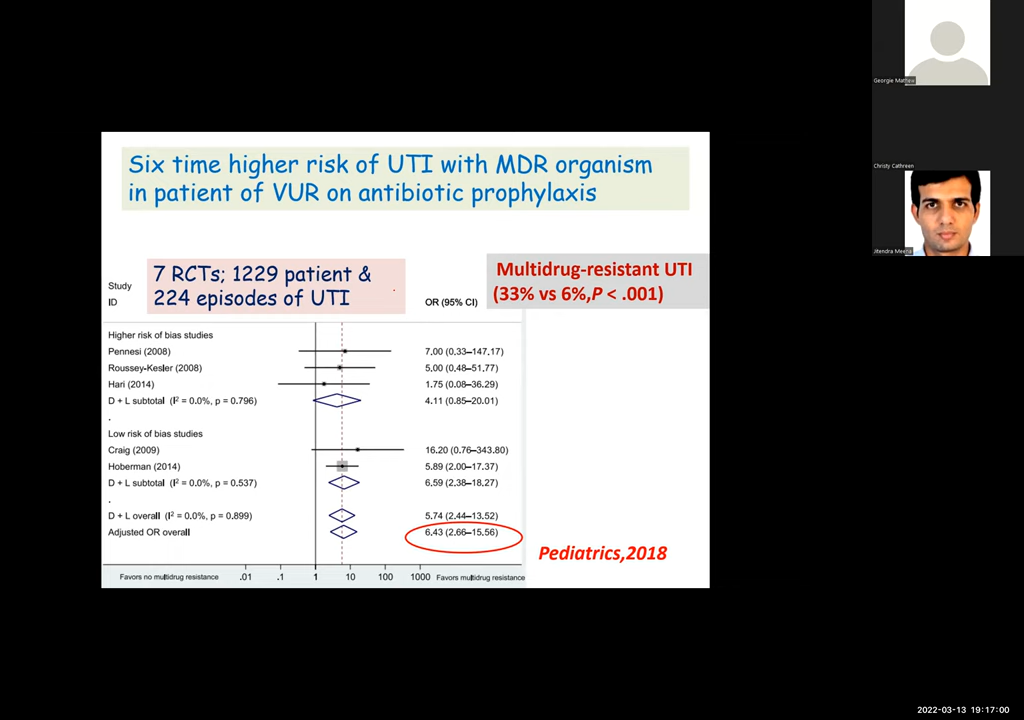 Six time higher risk of UTI with MDR organism
in patient of VUR on antibiotic prophylaxis
7 RCTs; 1229 patient &
224 episodes of UTI
Multidrug-resistant UTI
(33% vs 6%,P < .001)
Study
ID
OR (95% CI)
Higher risk of bias studies
Pennesi (2008) 7.00 (0.33–147.17)
Roussey-Kesler (2008) 5.00 (0.48–51.77)
Hari (2014) 1.75 (0.08–36.29)
D + L subtotal (I² = 0.0%, p = 0.796) 4.11 (0.85–20.01)
.
Low risk of bias studies
Craig (2009) 16.20 (0.76–343.80)
Hoberman (2014) 5.89 (2.00–17.37)
D + L subtotal (I² = 0.0%, p = 0.537) 6.59 (2.38–18.27)
.
D + L overall (I² = 0.0%, p = 0.899) 5.74 (2.44–13.52)
Adjusted OR overall 6.43 (2.66–15.56)
Pediatrics,2018
Favors no multidrug resistance .01 .1 1 10 100 1000 Favors multidrug resistance
Georgie Mathew
Christy Cathreen
Jitendra Meena
2022-03-13 19:17:00